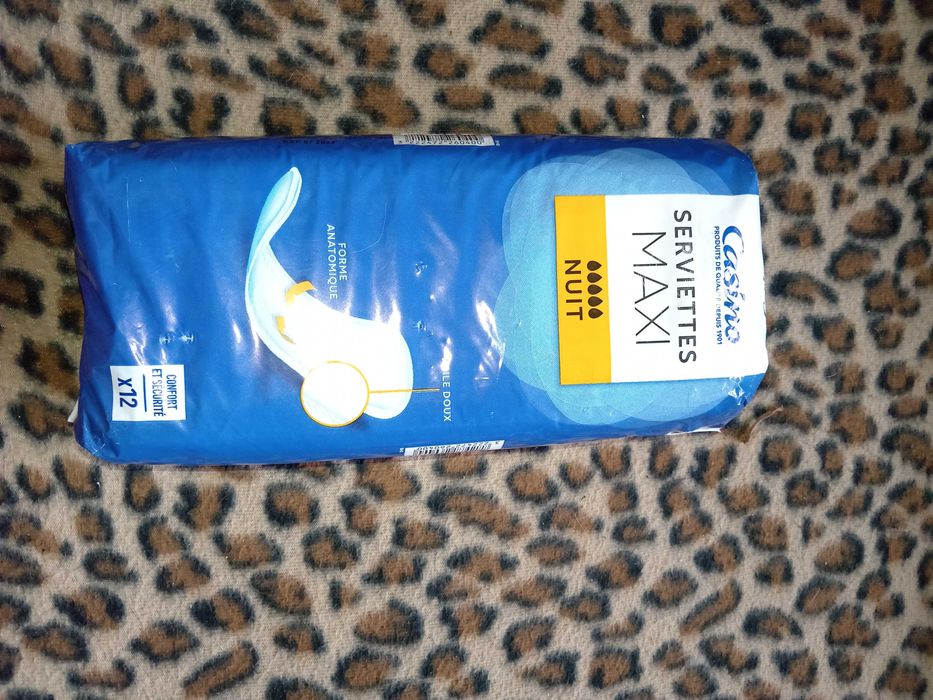 Casino
PRODUITS DE QUALITÉ DEPUIS 1901
SERVIETTES
MAXI
NUIT
FORME
ANATOMIQUE
DOUX
CONFORT
ET SÉCURITÉ
x12